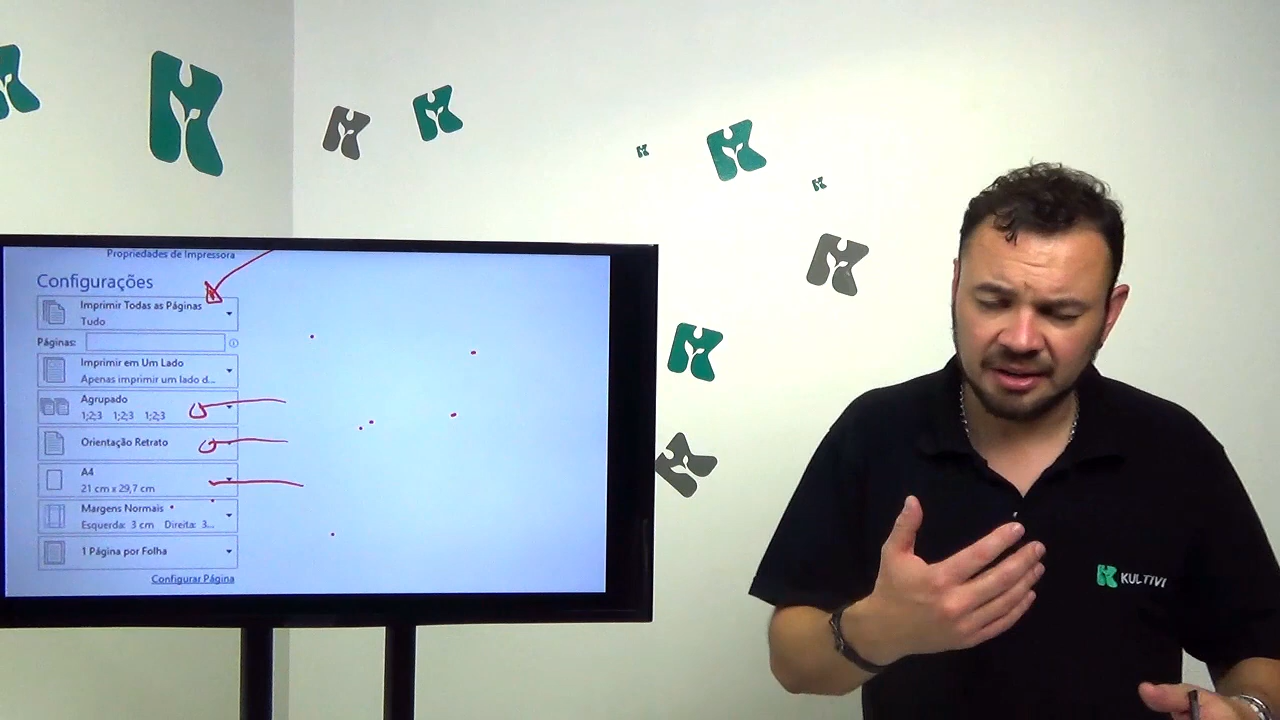 Propriedades de Impressora
Configurações
Imprimir Todas as Páginas
Tudo
Páginas:
Imprimir em Um Lado
Apenas imprimir um lado d...
Agrupado
1;2;3 1;2;3 1;2;3
Orientação Retrato
A4
21 cm x 29,7 cm
Margens Normais
Esquerda: 3 cm Direita: 3...
1 Página por Folha
Configurar Página
KULTIVI